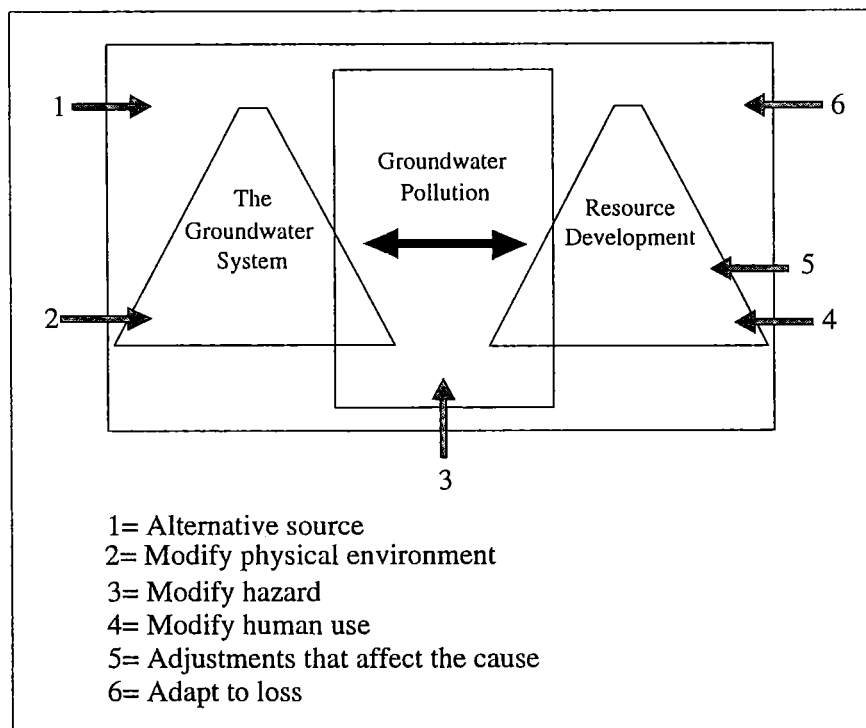 1
6
Groundwater
Pollution
The
Groundwater
System
Resource
Development
5
2
4
3
1= Alternative source
2= Modify physical environment
3= Modify hazard
4= Modify human use
5= Adjustments that affect the cause
6= Adapt to loss